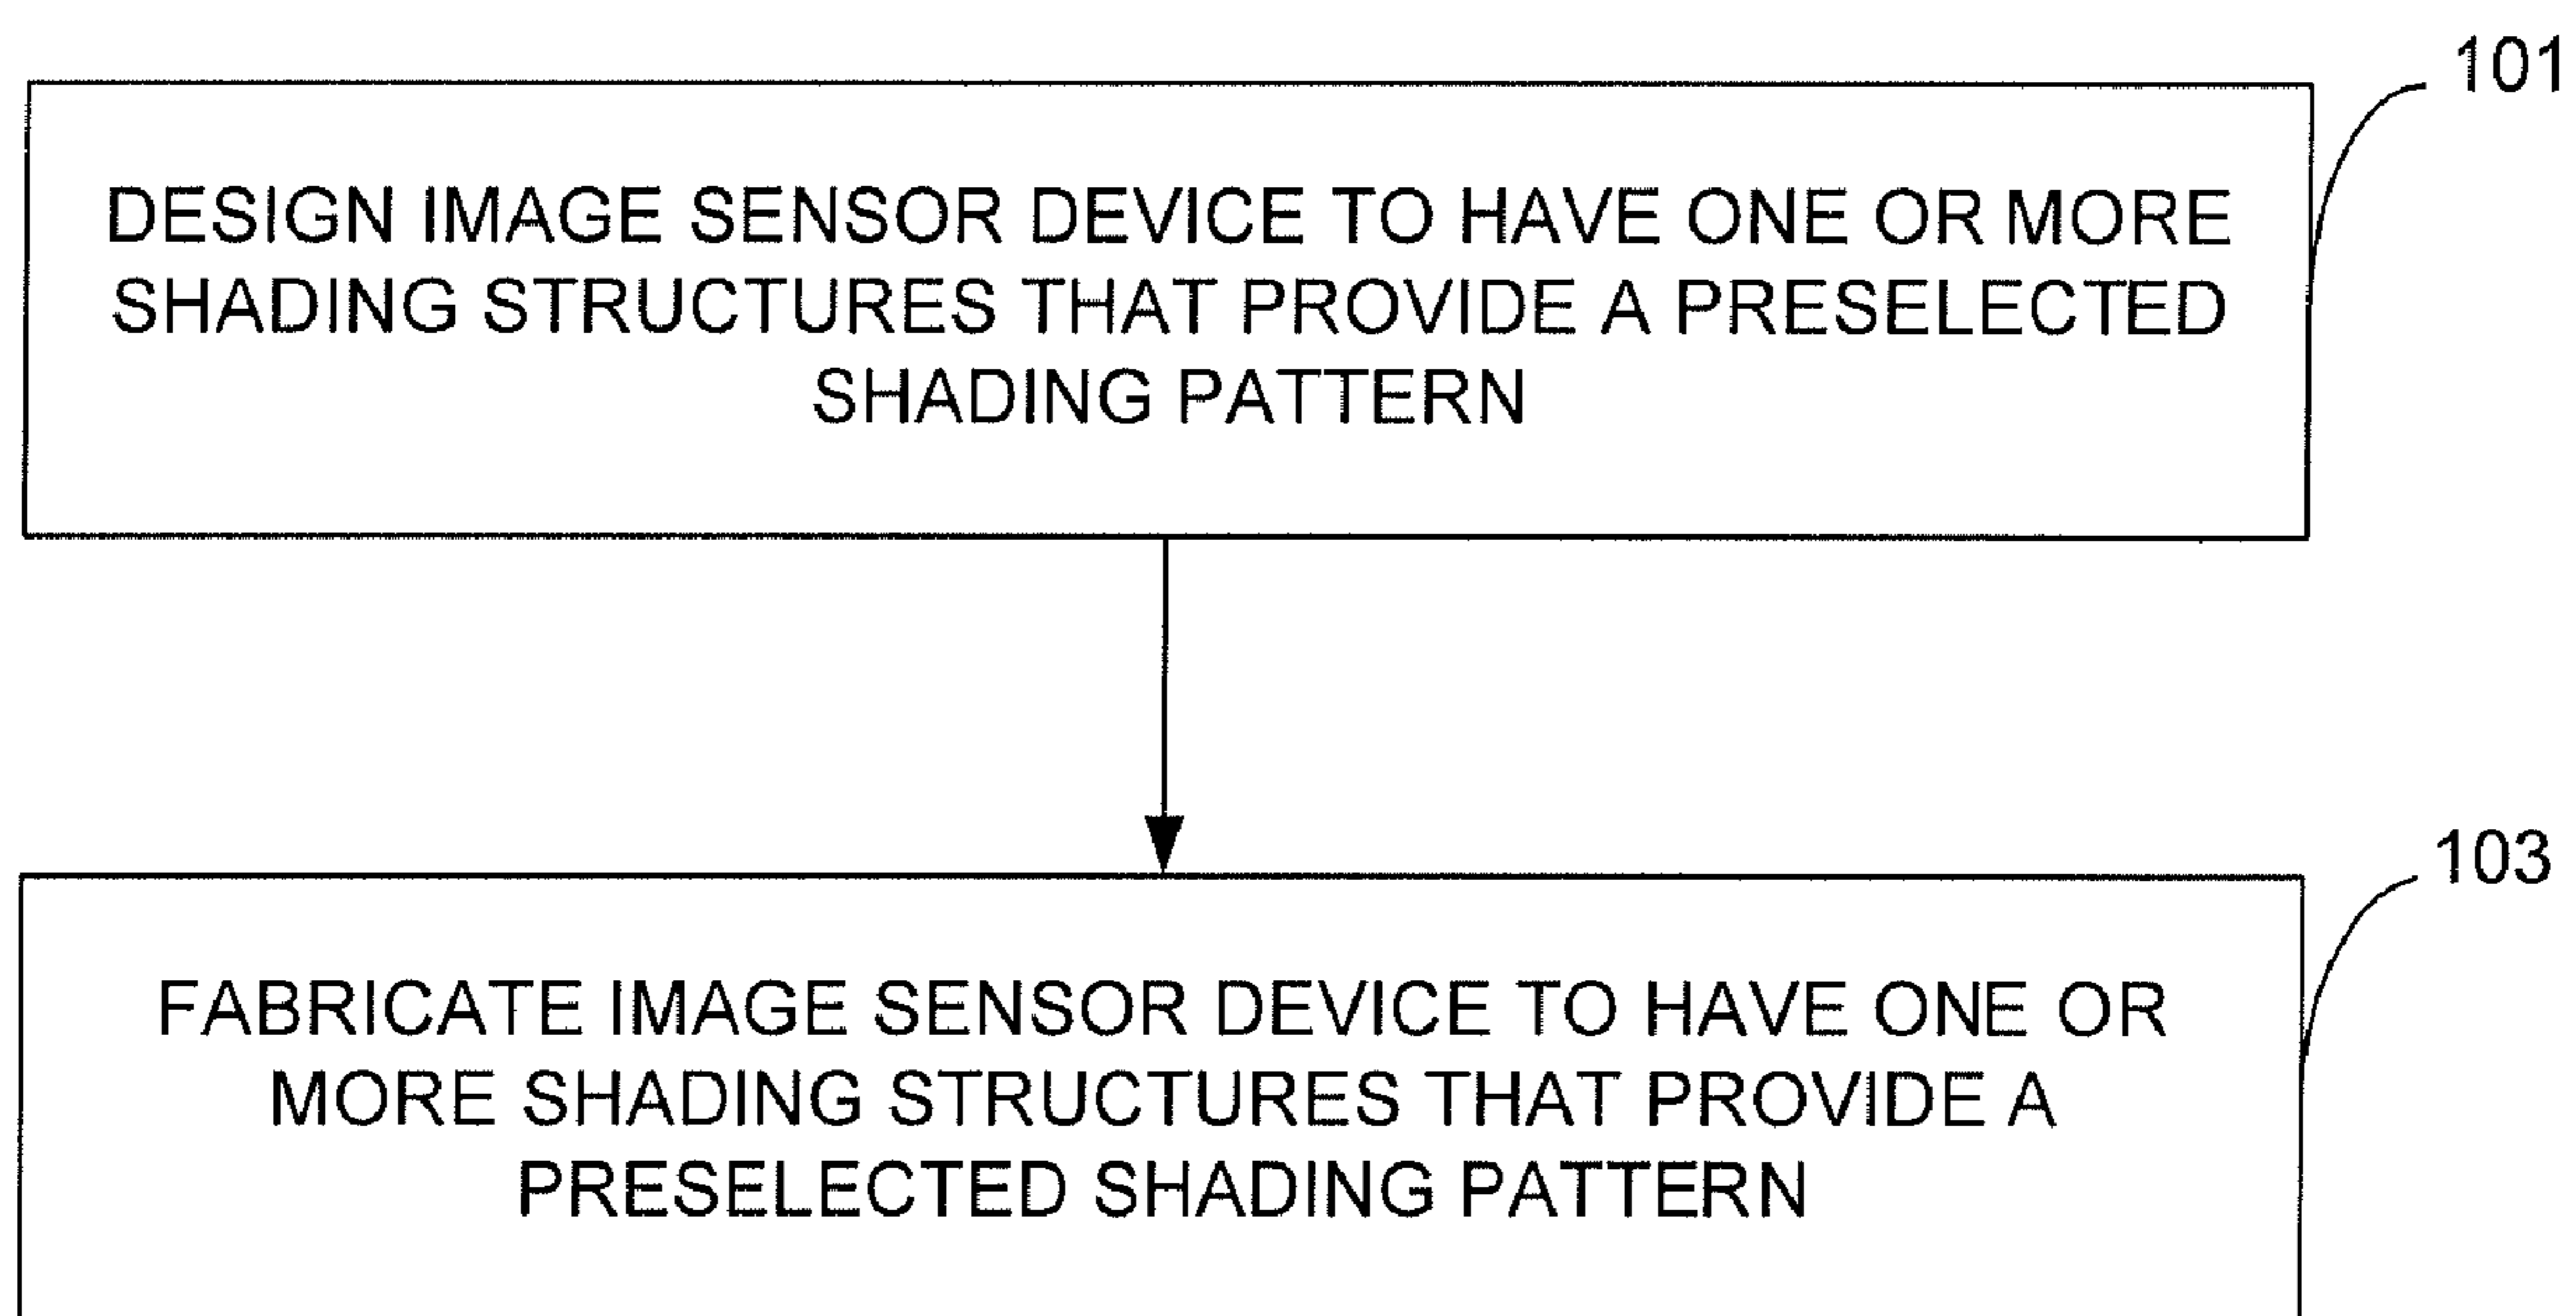 101
DESIGN IMAGE SENSOR DEVICE TO HAVE ONE OR MORE
SHADING STRUCTURES THAT PROVIDE A PRESELECTED
SHADING PATTERN
103
FABRICATE IMAGE SENSOR DEVICE TO HAVE ONE OR
MORE SHADING STRUCTURES THAT PROVIDE A
PRESELECTED SHADING PATTERN